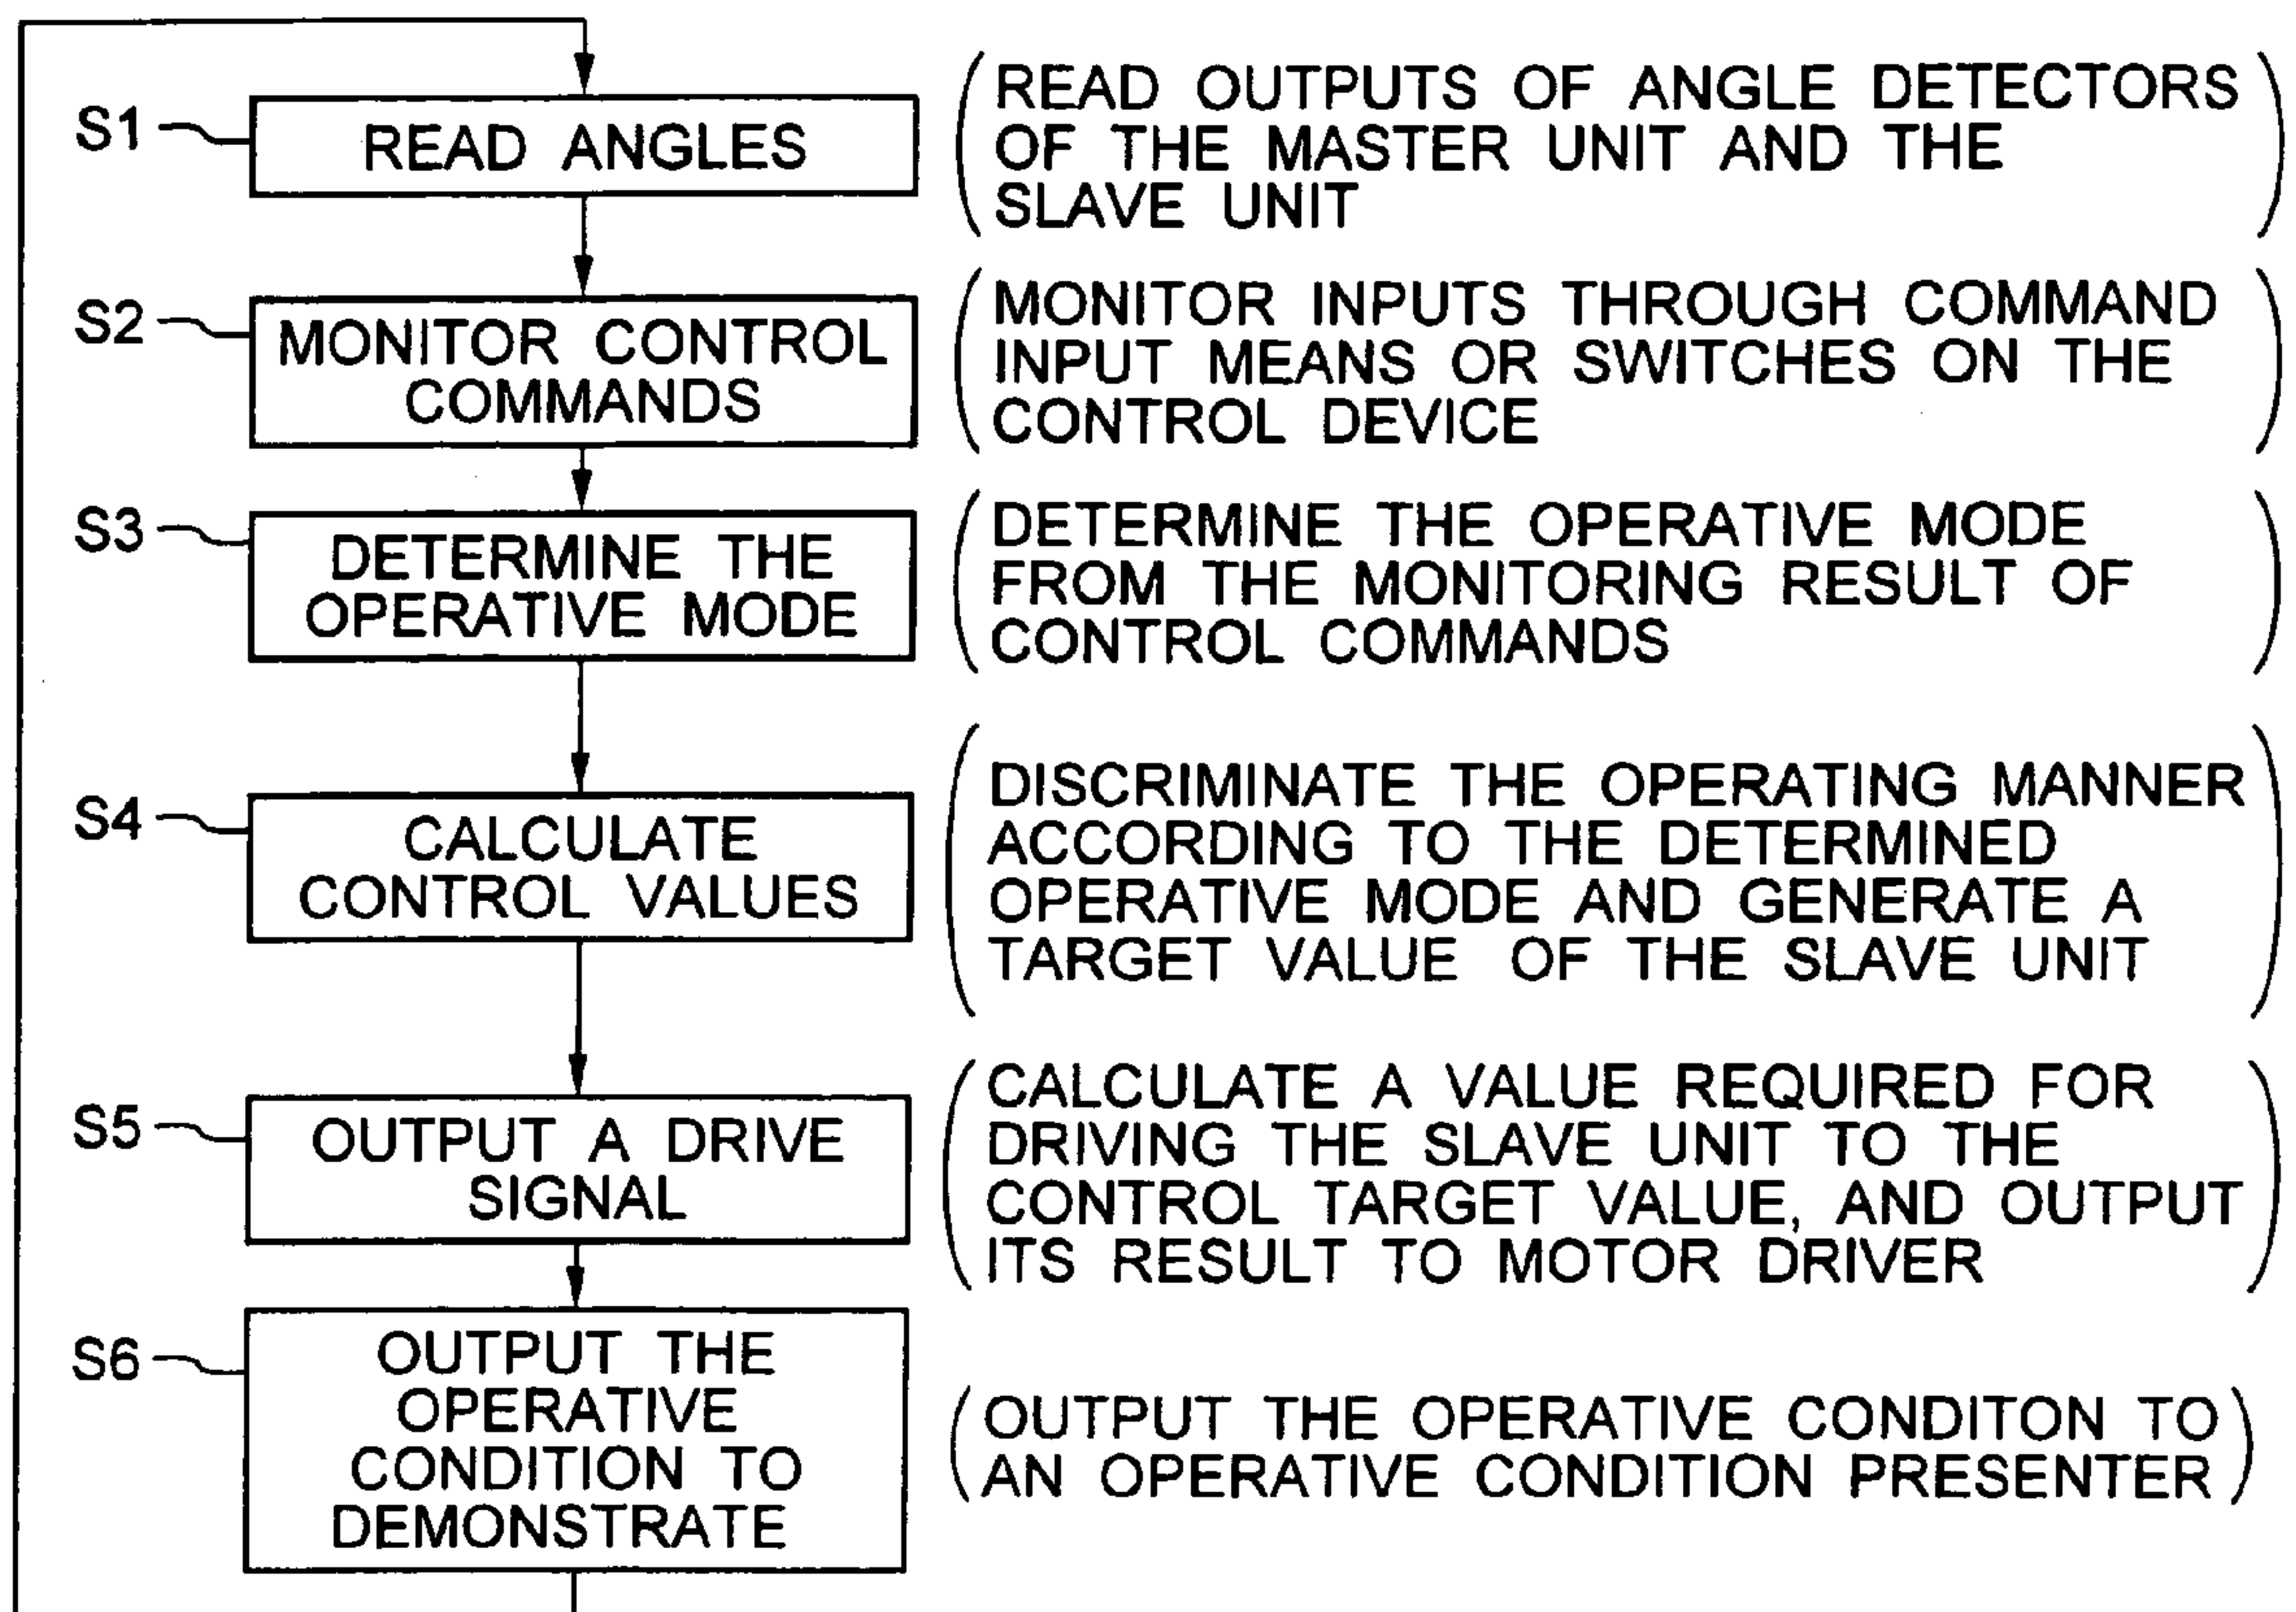 S1
READ ANGLES
READ OUTPUTS OF ANGLE DETECTORS
OF THE MASTER UNIT AND THE
SLAVE UNIT
S2
MONITOR CONTROL
COMMANDS
MONITOR INPUTS THROUGH COMMAND
INPUT MEANS OR SWITCHES ON THE
CONTROL DEVICE
S3
DETERMINE THE
OPERATIVE MODE
DETERMINE THE OPERATIVE MODE
FROM THE MONITORING RESULT OF
CONTROL COMMANDS
S4
CALCULATE
CONTROL VALUES
DISCRIMINATE THE OPERATING MANNER
ACCORDING TO THE DETERMINED
OPERATIVE MODE AND GENERATE A
TARGET VALUE OF THE SLAVE UNIT
S5
OUTPUT A DRIVE
SIGNAL
CALCULATE A VALUE REQUIRED FOR
DRIVING THE SLAVE UNIT TO THE
CONTROL TARGET VALUE, AND OUTPUT
ITS RESULT TO MOTOR DRIVER
S6
OUTPUT THE
OPERATIVE
CONDITION TO
DEMONSTRATE
OUTPUT THE OPERATIVE CONDITON TO
AN OPERATIVE CONDITION PRESENTER